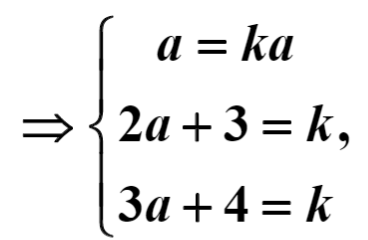 a = ka
⇒ { 2a + 3 = k,
3a + 4 = k